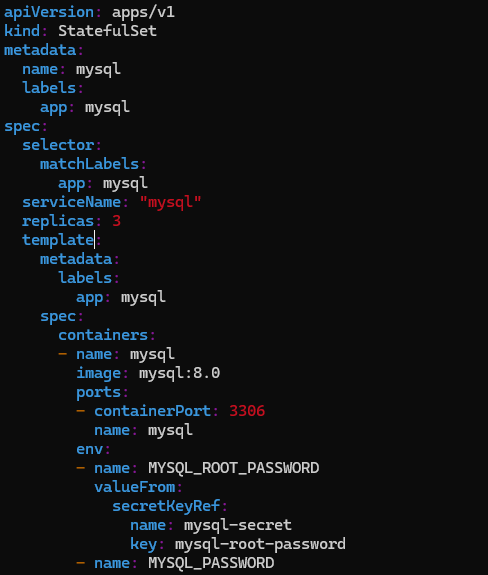 apiVersion: apps/v1
kind: StatefulSet
metadata:
  name: mysql
  labels:
    app: mysql
spec:
  selector:
    matchLabels:
      app: mysql
  serviceName: "mysql"
  replicas: 3
  template:
    metadata:
      labels:
        app: mysql
    spec:
      containers:
      - name: mysql
        image: mysql:8.0
        ports:
        - containerPort: 3306
          name: mysql
        env:
        - name: MYSQL_ROOT_PASSWORD
          valueFrom:
            secretKeyRef:
              name: mysql-secret
              key: mysql-root-password
        - name: MYSQL_PASSWORD